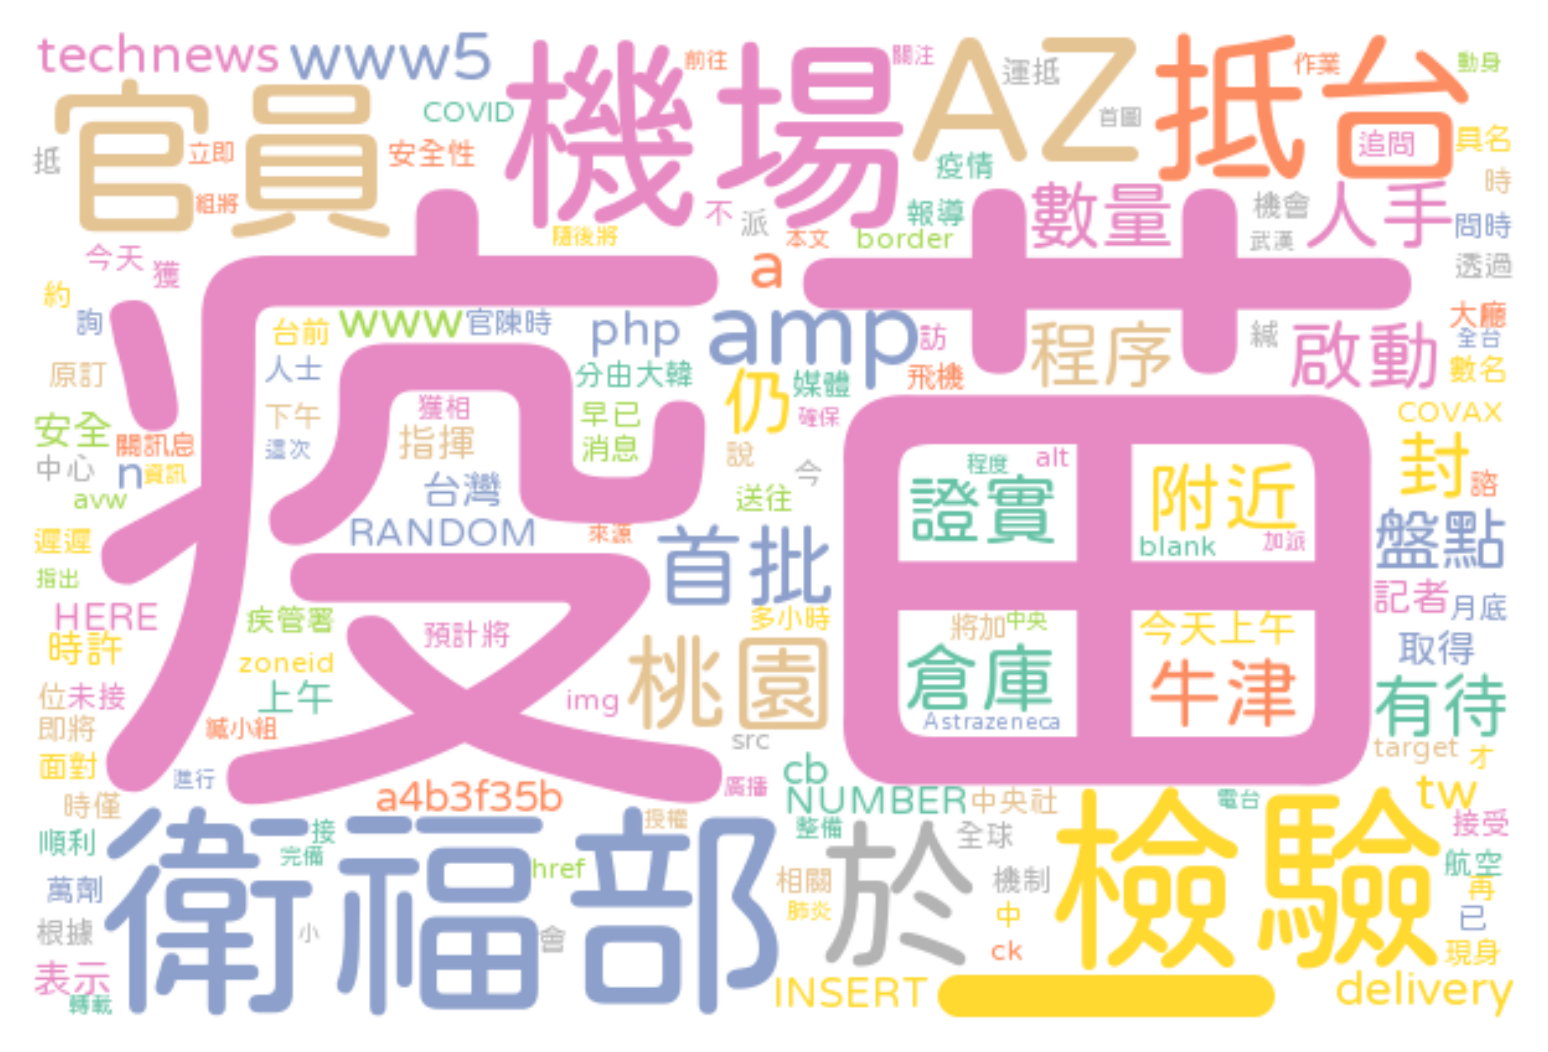 technews
www5
機場
前往
關注
AZ
運抵
抵台
作業
動身
官員
COVID
首圖
追問
具名
抵
立即
安全性
疫情
時
組將
不
派
報導
數量
機會
人手
問時
隨後將
本文
border
武漢
今天
獲
疫苗
a
透過
約
詢
台前
www
官陳時
php
amp
訪
程序
緘
啟動
大廳
全台
原訂
人士
分由大韓
仍
媒體
飛機
數名
下午
獲相
早已
確保
COVAX
安全
關訊息
這次
指揮
消息
說
程度
alt
封
中心
n
資訊
台灣
今
證實
附近
諮
avw
送往
遲遲
RANDOM
來源
首批
blank
加派
盤點
指出
HERE
疾管署
預計將
多小時
將加
中央
今天上午
記者
月底
時許
zoneid
桃園
倉庫
牛津
取得
位未接
上午
img
Astrazeneca
有待
即將
緘小組
src
target
才
面對
進行
廣播
cb
tw
時僅
a4b3f35b
NUMBER
中央社
電台
順利
接
授權
整備
全球
接受
衛福部
完備
href
於
檢驗
航空
萬劑
相關
機制
再
肺炎
中
已
根據
小
會
ck
現身
表示
轉載
INSERT
一
delivery